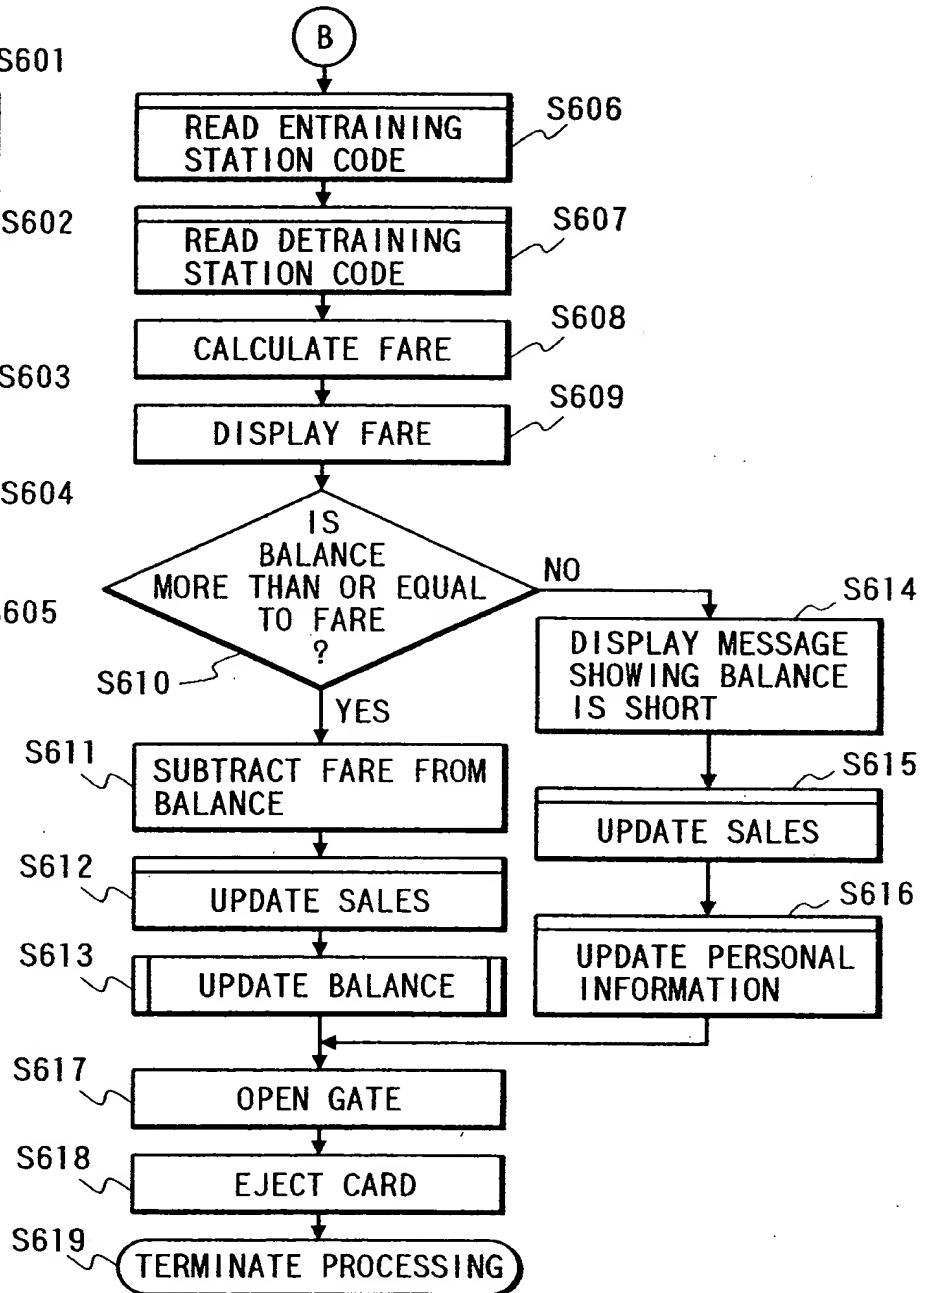 B
S601
READ ENTRAINING
STATION CODE
S606
S602
READ DETRAINING
STATION CODE
S607
CALCULATE FARE
S608
S603
DISPLAY FARE
S609
S604
IS
BALANCE
MORE THAN OR EQUAL
TO FARE
?
NO
S605
S610
YES
S614
DISPLAY MESSAGE
SHOWING BALANCE
IS SHORT
S611
SUBTRACT FARE FROM
BALANCE
S615
UPDATE SALES
S612
UPDATE SALES
S616
UPDATE PERSONAL
INFORMATION
S613
UPDATE BALANCE
S617
OPEN GATE
S618
EJECT CARD
S619
TERMINATE PROCESSING